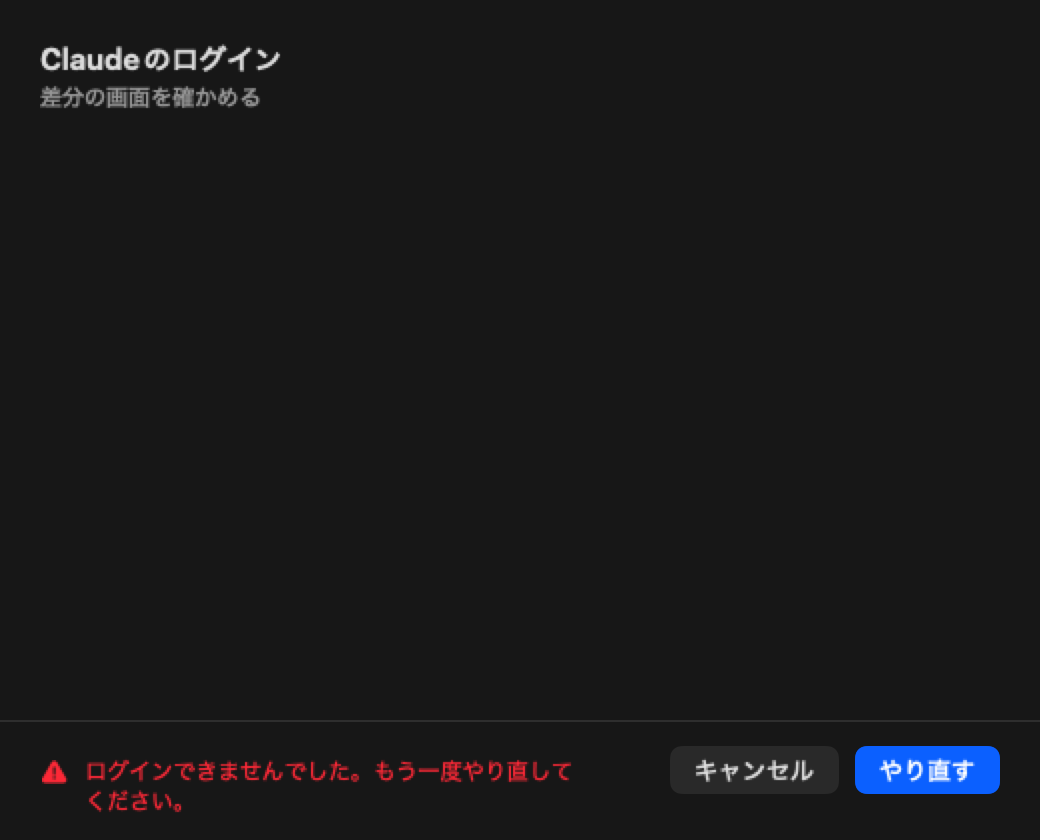 Claudeのログイン
差分の画面を確かめる
ログインできませんでした。もう一度やり直して
ください。
キャンセル
やり直す